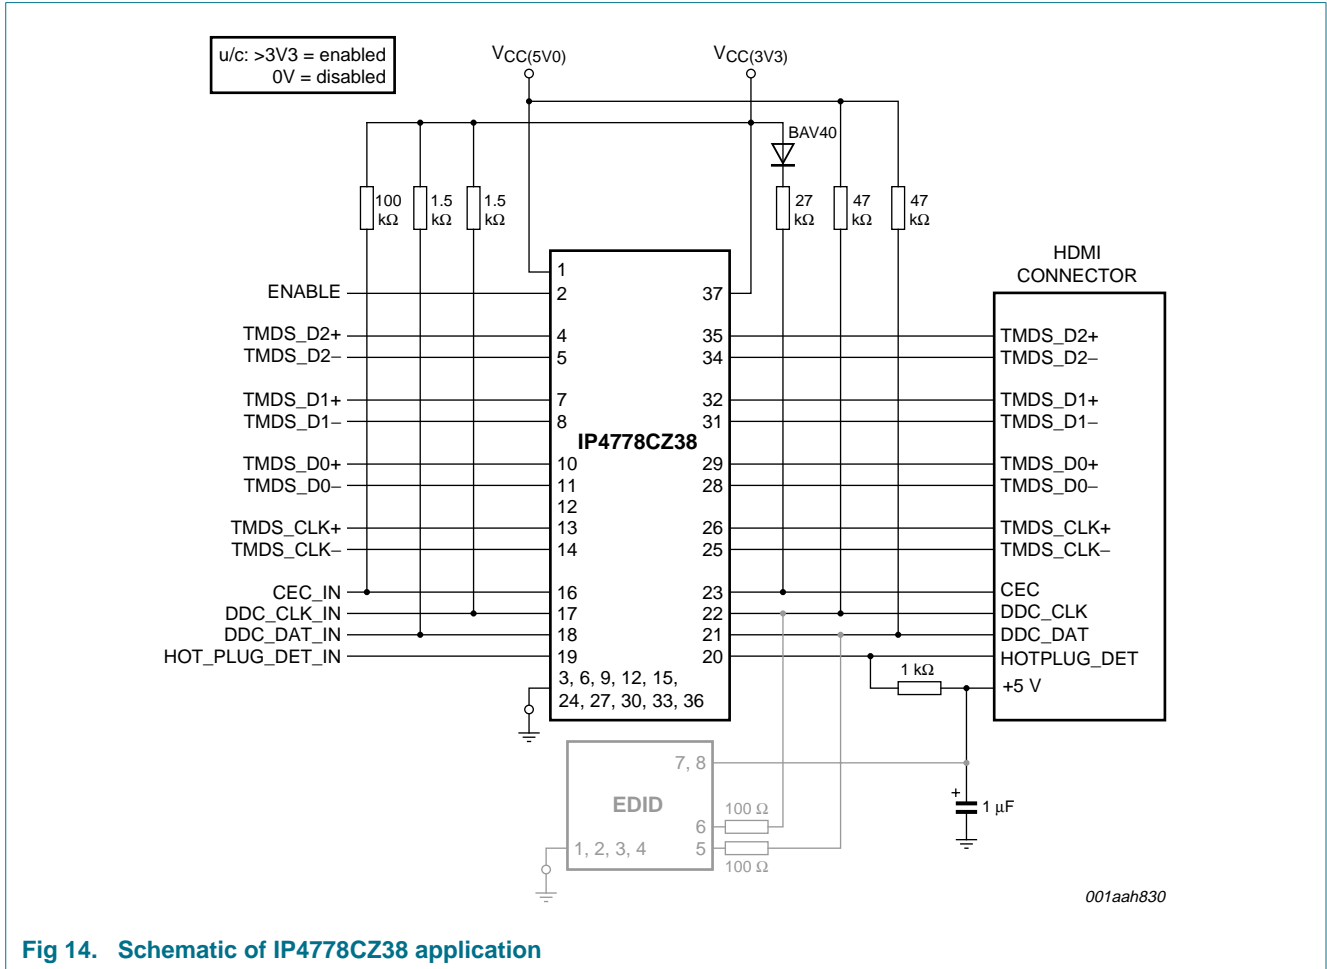 u/c: >3V3 = enabled
0V = disabled
VCC(5V0)
VCC(3V3)
BAV40
100 kΩ
1.5 kΩ
1.5 kΩ
27 kΩ
47 kΩ
47 kΩ
HDMI
CONNECTOR
ENABLE
TMDS_D2+
TMDS_D2−
TMDS_D1+
TMDS_D1−
TMDS_D0+
TMDS_D0−
TMDS_CLK+
TMDS_CLK−
CEC_IN
DDC_CLK_IN
DDC_DAT_IN
HOT_PLUG_DET_IN
1
2
4
5
7
8
10
11
12
13
14
16
17
18
19
3, 6, 9, 12, 15,
24, 27, 30, 33, 36
IP4778CZ38
37
35
34
32
31
29
28
26
25
23
22
21
20
TMDS_D2+
TMDS_D2−
TMDS_D1+
TMDS_D1−
TMDS_D0+
TMDS_D0−
TMDS_CLK+
TMDS_CLK−
CEC
DDC_CLK
DDC_DAT
HOTPLUG_DET
+5 V
1 kΩ
7, 8
EDID
6
1, 2, 3, 4
5
100 Ω
100 Ω
+
1 μF
001aah830
Fig 14. Schematic of IP4778CZ38 application